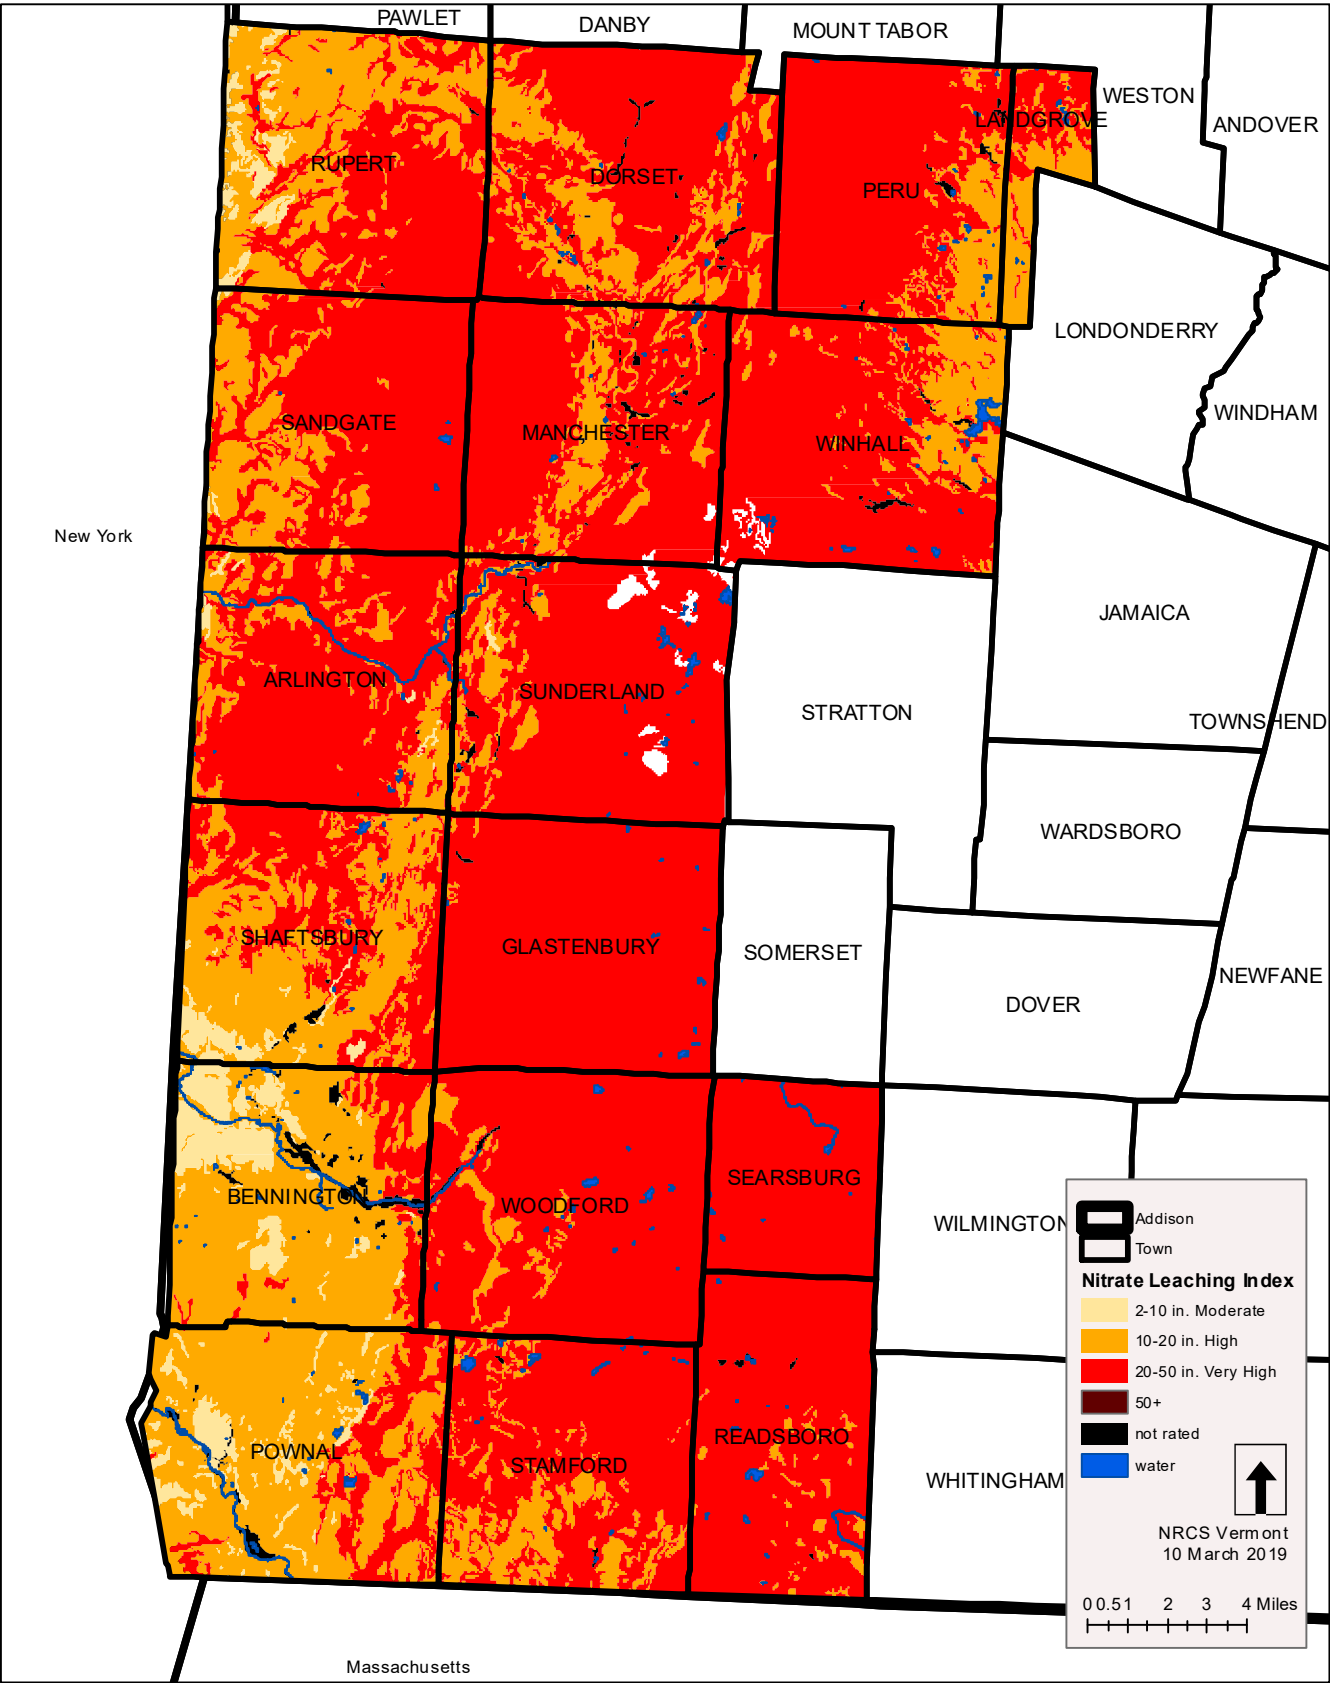 PAWLET
DANBY
MOUNT TABOR
WESTON
ANDOVER
LANDGROVE
RUPERT
DORSET
PERU
LONDONDERRY
WINDHAM
SANDGATE
MANCHESTER
WINHALL
New York
JAMAICA
ARLINGTON
SUNDERLAND
STRATTON
TOWNSHEND
WARDSBORO
SHAFTSBURY
GLASTENBURY
SOMERSET
NEWFANE
DOVER
SEARSBURG
BENNINGTON
WOODFORD
WILMINGTON
POWNAL
STAMFORD
READSBORO
WHITINGHAM
Massachusetts
Addison
Town
Nitrate Leaching Index
2-10 in. Moderate
10-20 in. High
20-50 in. Very High
50+
not rated
water
NRCS Vermont
10 March 2019
0 0.5 1 2 3 4 Miles